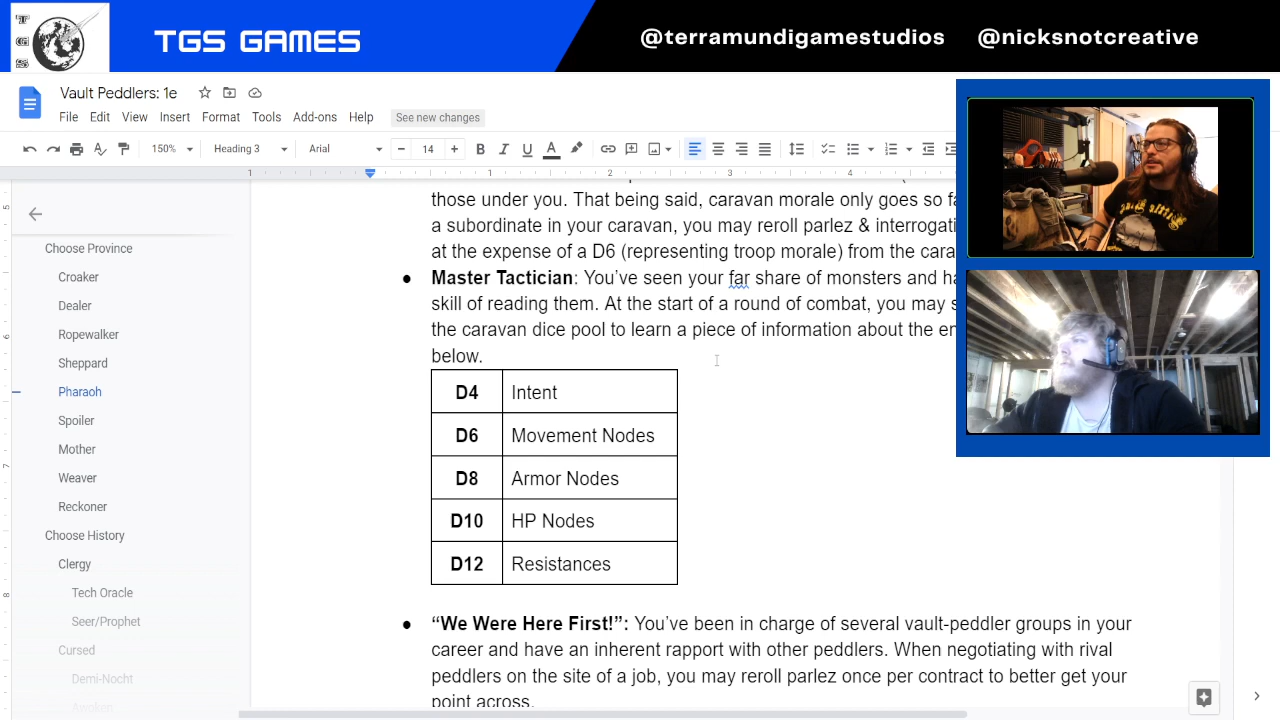 TGS
TGS GAMES
@terramundigamestudios @nicksnotcreative
Vault Peddlers: 1e
File Edit View Insert Format Tools Add-ons Help See new changes
150% Heading 3 Arial 14
1 1 2 3 4
Choose Province
Croaker
Dealer
Ropewalker
Sheppard
Pharaoh
Spoiler
Mother
Weaver
Reckoner
Choose History
Clergy
Tech Oracle
Seer/Prophet
Cursed
Demi-Nocht
those under you. That being said, caravan morale only goes so
a subordinate in your caravan, you may reroll parlez &
at the expense of a D6 (representing troop morale) from the
Master Tactician: You’ve seen your far share of monsters and
skill of reading them. At the start of a round of combat, you may
the caravan dice pool to learn a piece of information about the
below.
D4 Intent
D6 Movement Nodes
D8 Armor Nodes
D10 HP Nodes
D12 Resistances
“We Were Here First!”: You’ve been in charge of several vault-peddler groups in your
career and have an inherent rapport with other peddlers. When negotiating with rival
peddlers on the site of a job, you may reroll parlez once per contract to better get your
point across.